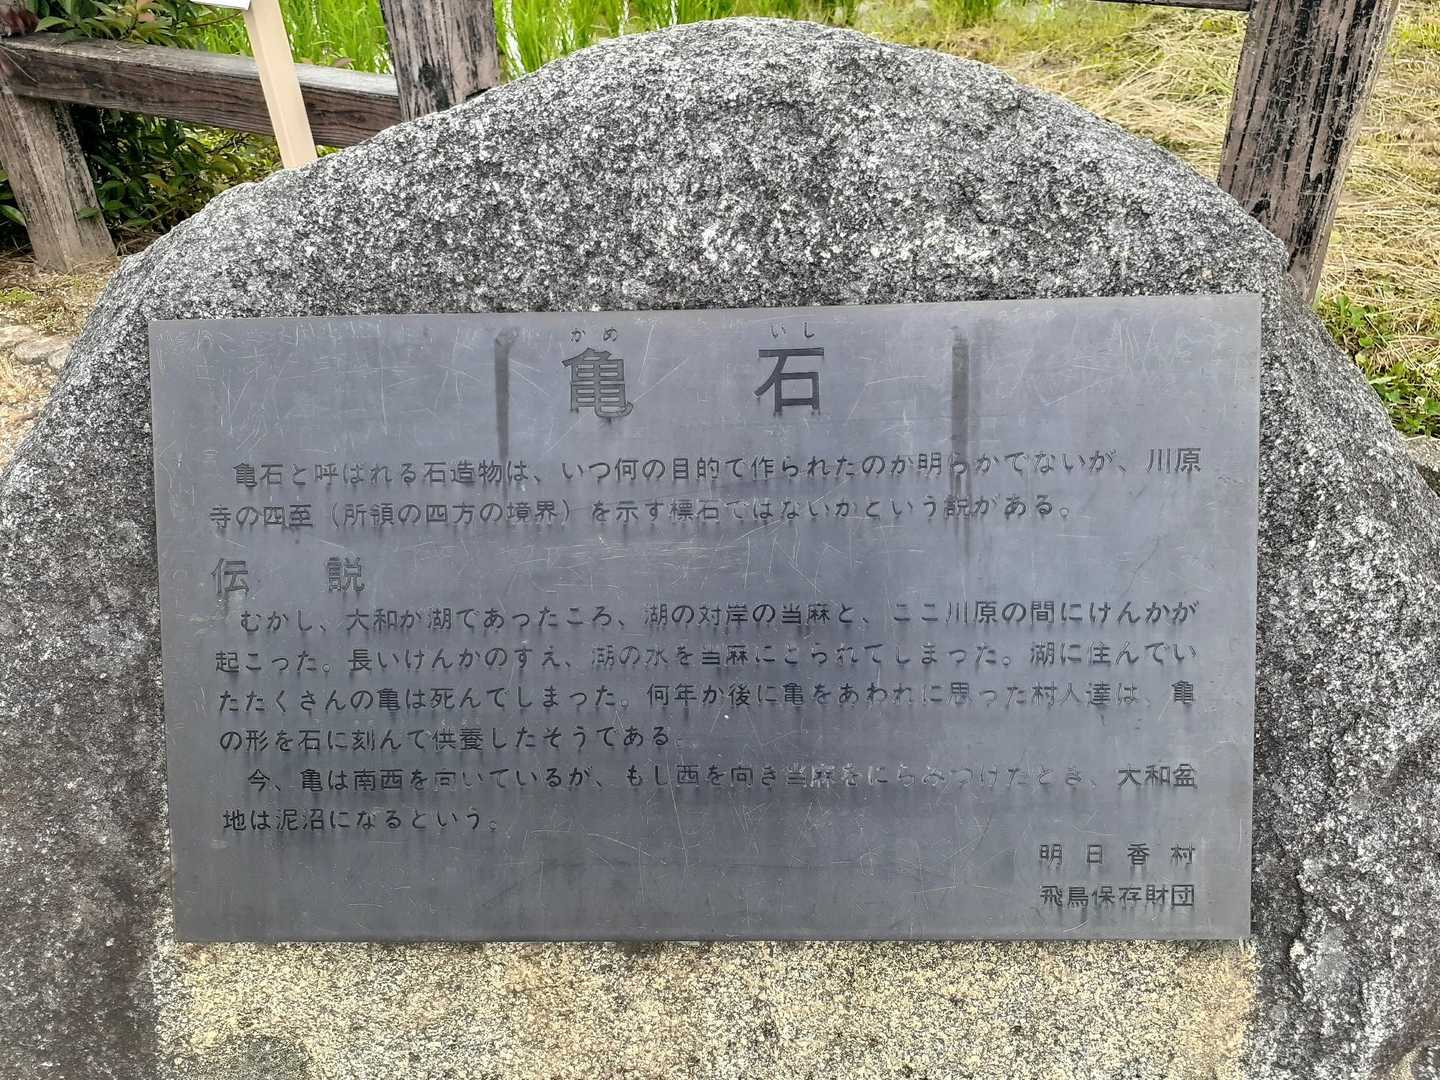 かめ いし
亀 石
亀石と呼ばれる石造物は、いつ何の目的で作られたのか明らかでないが、川原
寺の四至（所領の四方の境界）を示す標石ではないかという説がある。
伝 説
むかし、大和が湖であったころ、湖の対岸の当麻と、ここ川原の間にけんかが
起こった。長いけんかのすえ、湖の水を当麻にとられてしまった。湖に住んでい
たたくさんの亀は死んでしまった。何年か後に亀をあわれに思った村人達は、亀
の形を石に刻んで供養したそうである。
今、亀は南西を向いているが、もし西を向き当麻をにらみつけたとき、大和盆
地は泥沼になるという。
明日香村
飛鳥保存財団